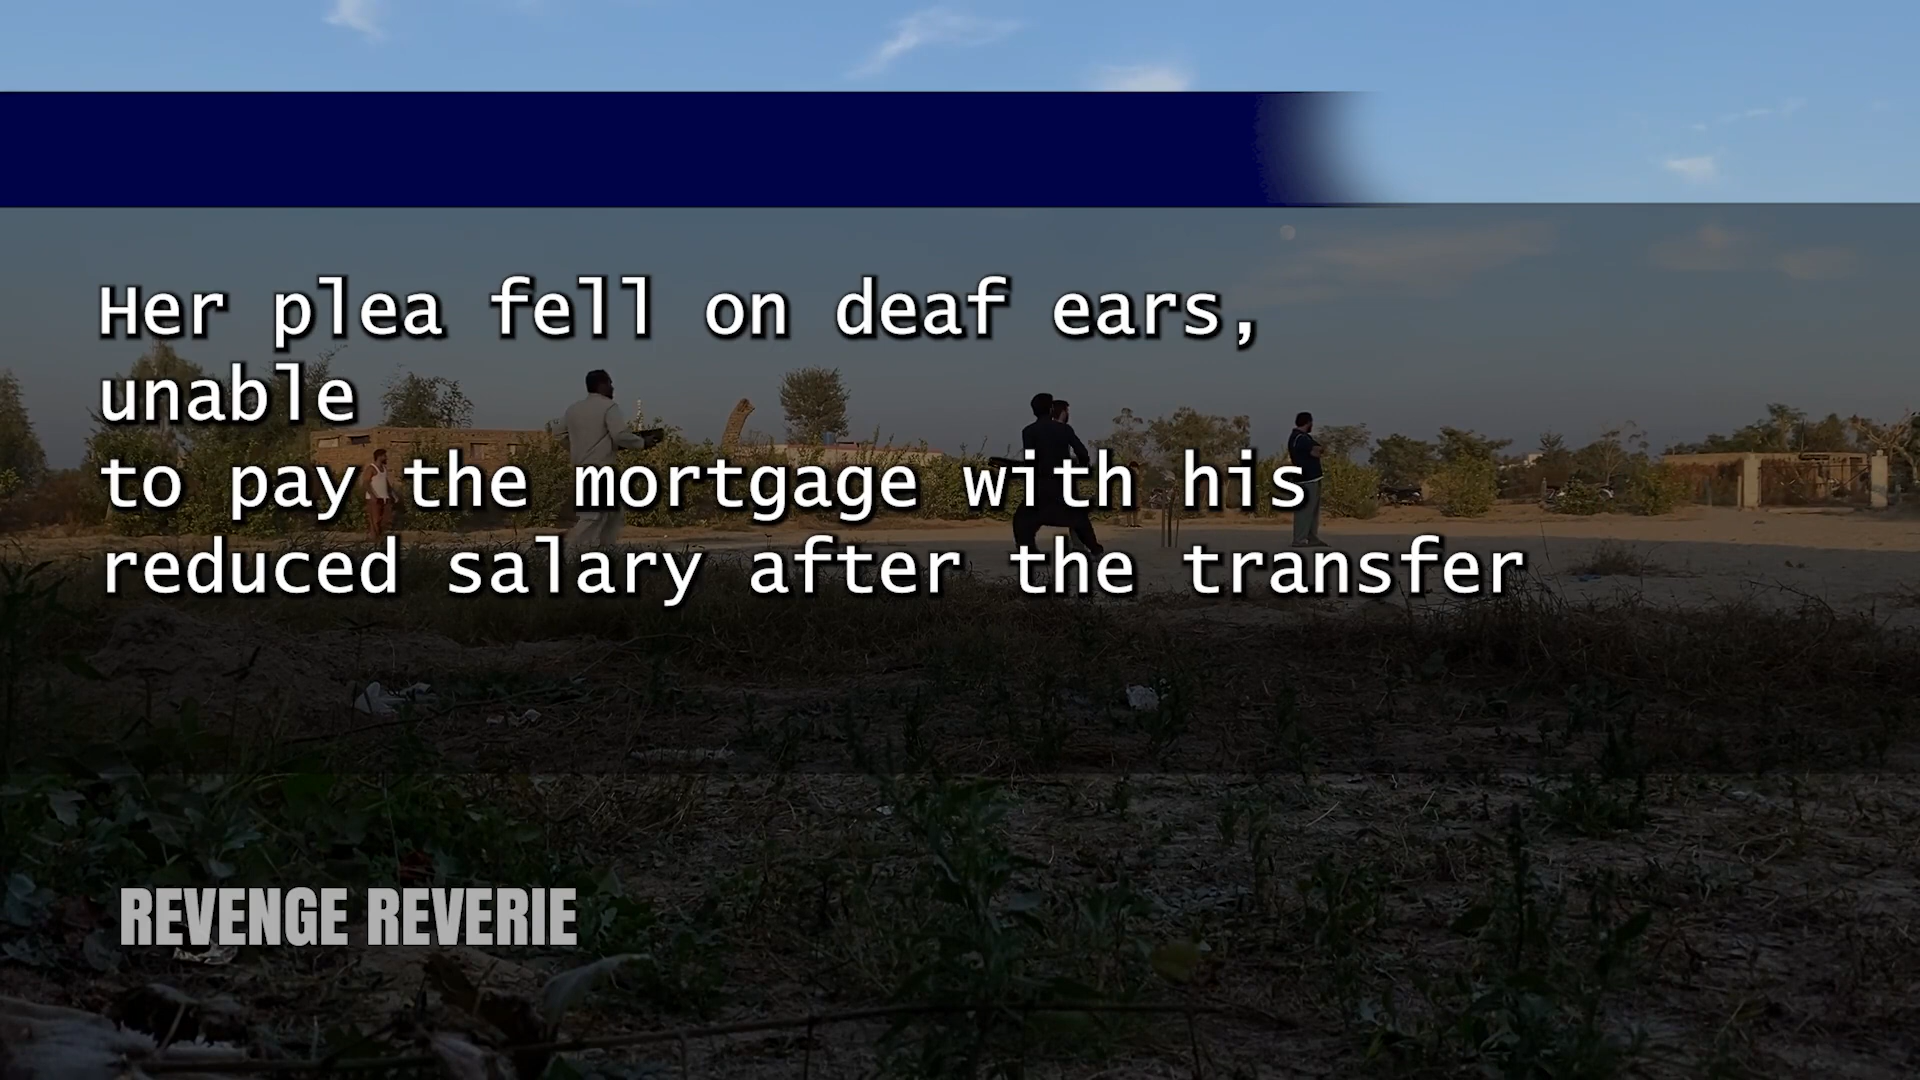 Her plea fell on deaf ears,
unable
to pay the mortgage with his
reduced salary after the transfer
REVENGE REVERIE